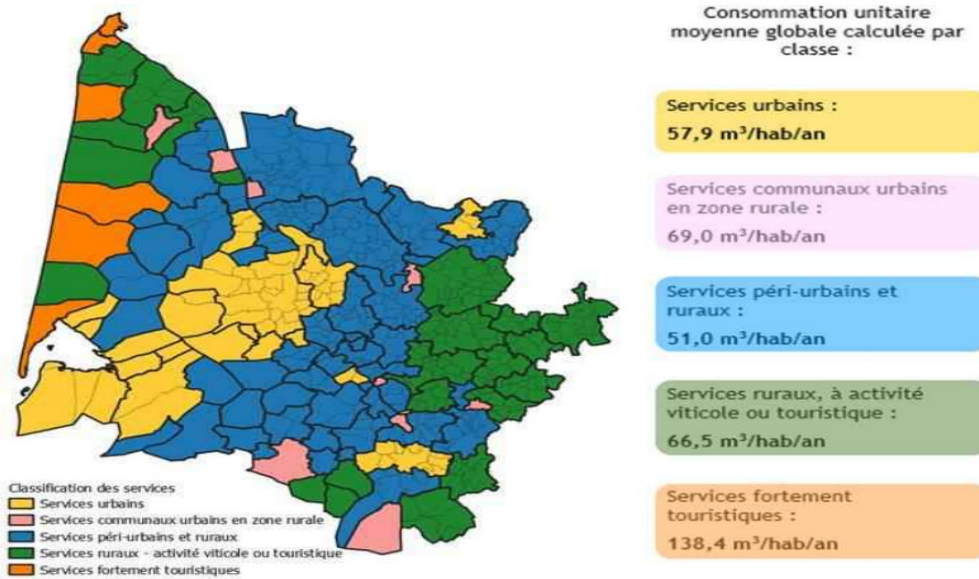 Consommation unitaire
moyenne globale calculée par
classe :
Services urbains :
57,9 m³/hab/an
Services communaux urbains
en zone rurale :
69,0 m³/hab/an
Services péri-urbains et
ruraux :
51,0 m³/hab/an
Services ruraux, à activité
viticole ou touristique :
66,5 m³/hab/an
Services fortement
touristiques :
138,4 m³/hab/an
Classification des services
Services urbains
Services communaux urbains en zone rurale
Services péri-urbains et ruraux
Services ruraux - activité viticole ou touristique
Services fortement touristiques